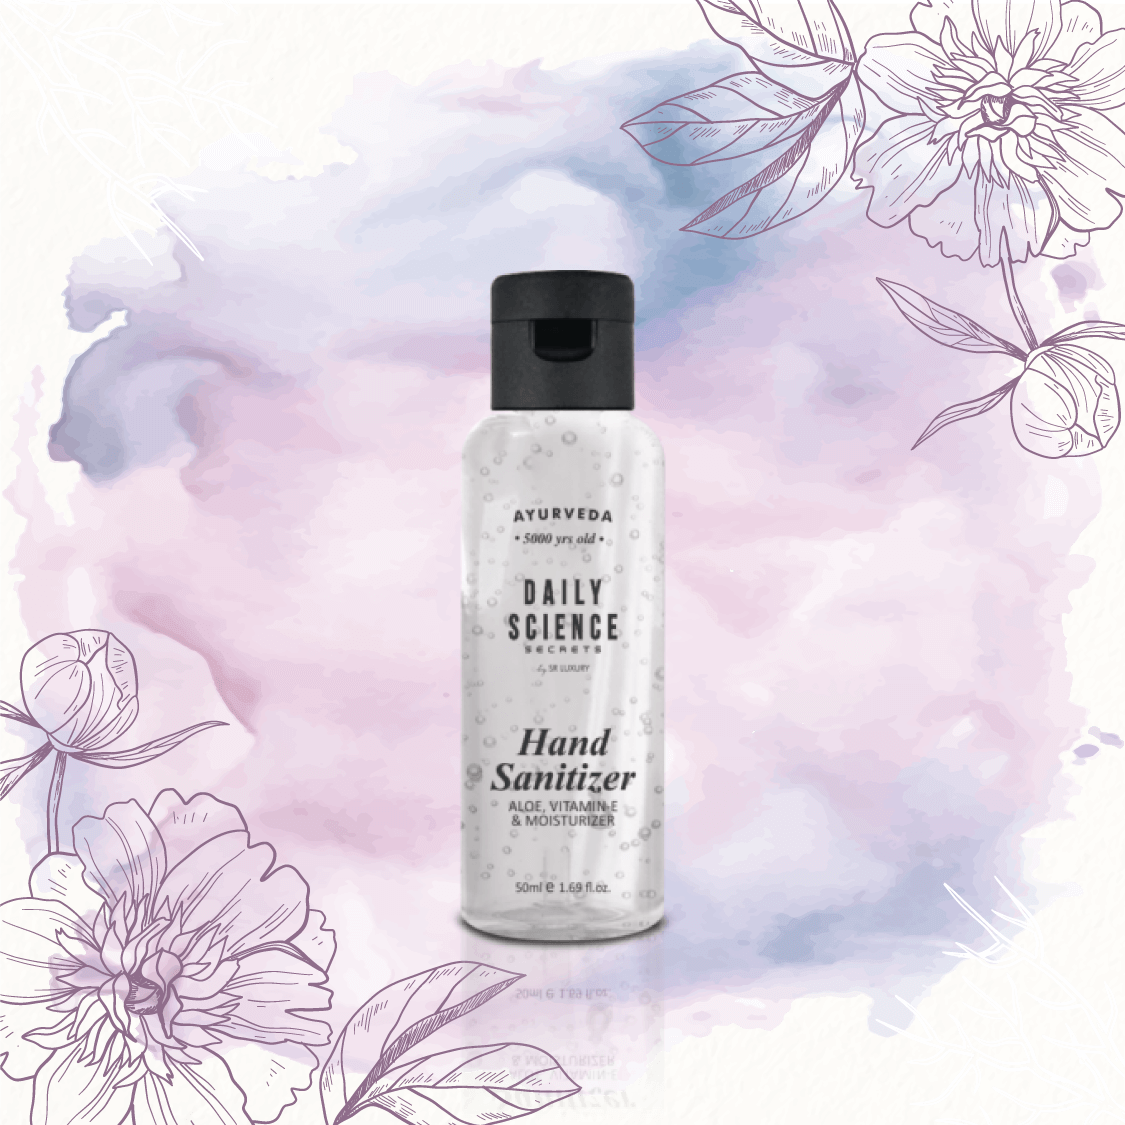 AYURVEDA
• 5000 yrs old •
DAILY
SCIENCE
SECRETS
by SR LUXURY
Hand
Sanitizer
ALOE, VITAMIN-E
& MOISTURIZER
50ml e 1.69 fl.oz.